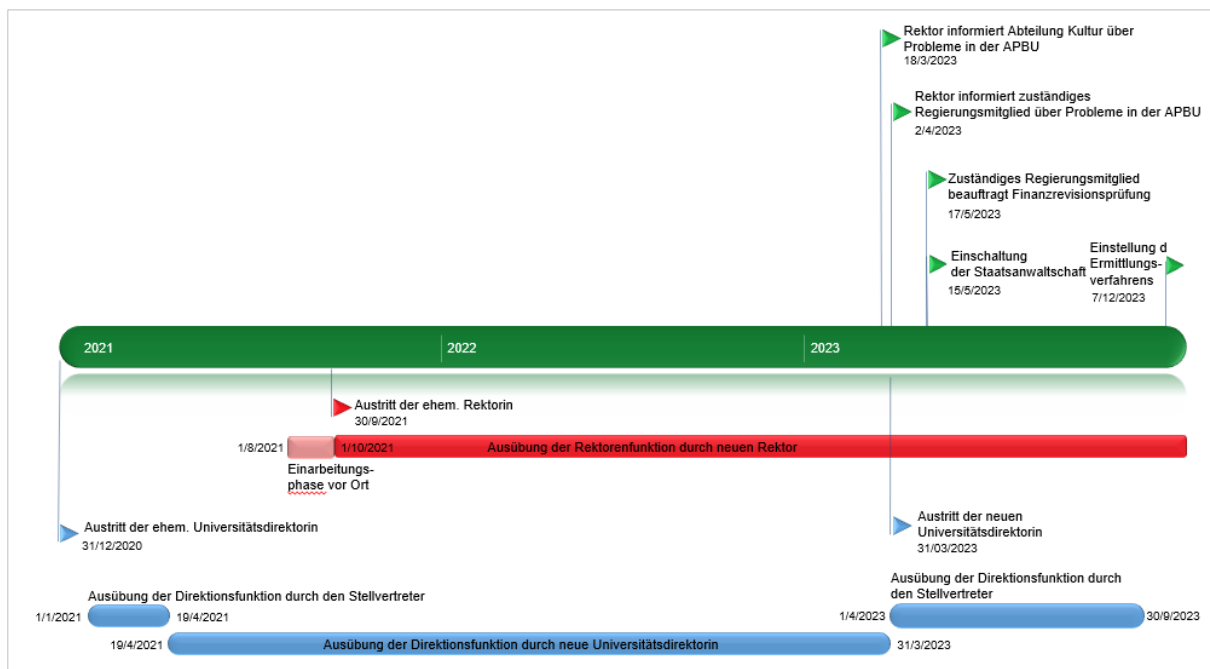 Rektor informiert Abteilung Kultur über
Probleme in der APBU
18/3/2023
Rektor informiert zuständiges
Regierungsmitglied über Probleme in der APBU
2/4/2023
Zuständiges Regierungsmitglied
beauftragt Finanzrevisionsprüfung
17/5/2023
Einschaltung
der Staatsanwaltschaft
15/5/2023
Einstellung d
Ermittlungs-
verfahrens
7/12/2023
2021
2022
2023
Austritt der ehem. Rektorin
30/9/2021
1/8/2021
1/10/2021
Ausübung der Rektorenfunktion durch neuen Rektor
Einarbeitungs-
phase vor Ort
Austritt der ehem. Universitätsdirektorin
31/12/2020
Austritt der neuen
Universitätsdirektorin
31/03/2023
Ausübung der Direktionsfunktion durch den Stellvertreter
1/1/2021
19/4/2021
Ausübung der Direktionsfunktion durch
den Stellvertreter
1/4/2023
30/9/2023
19/4/2021
Ausübung der Direktionsfunktion durch neue Universitätsdirektorin
31/3/2023